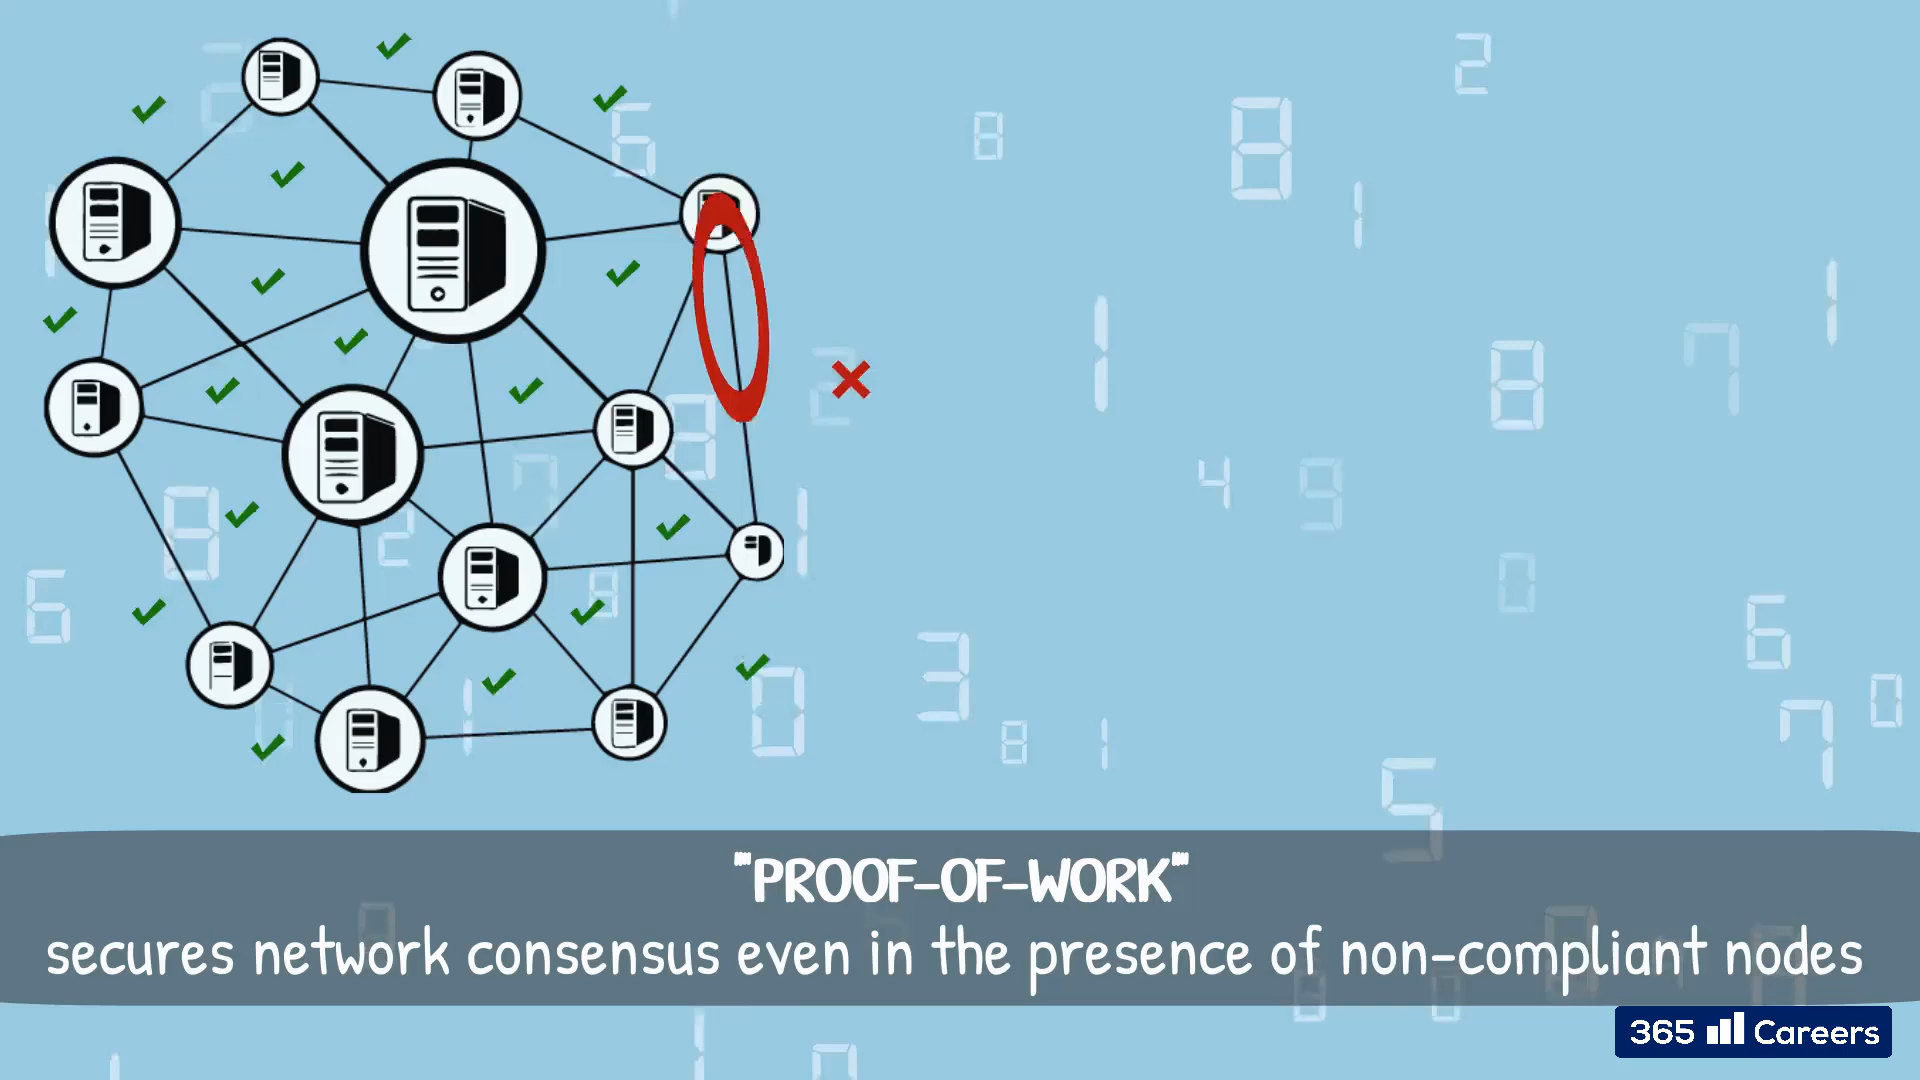 "PROOF-OF-WORK"
secures network consensus even in the presence of non-compliant nodes
365 Careers